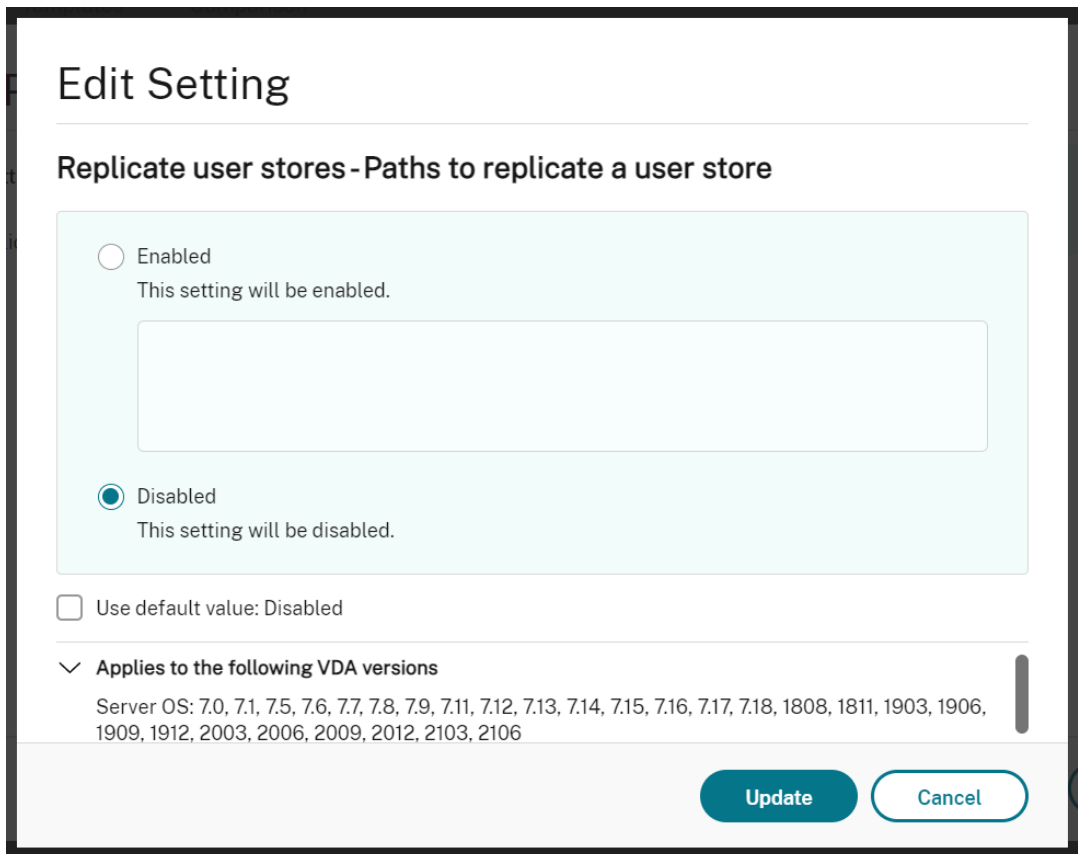 Edit Setting
Replicate user stores - Paths to replicate a user store
Enabled
This setting will be enabled.
Disabled
This setting will be disabled.
Use default value: Disabled
Applies to the following VDA versions
Server OS: 7.0, 7.1, 7.5, 7.6, 7.7, 7.8, 7.9, 7.11, 7.12, 7.13, 7.14, 7.15, 7.16, 7.17, 7.18, 1808, 1811, 1903, 1906,
1909, 1912, 2003, 2006, 2009, 2012, 2103, 2106
Update
Cancel